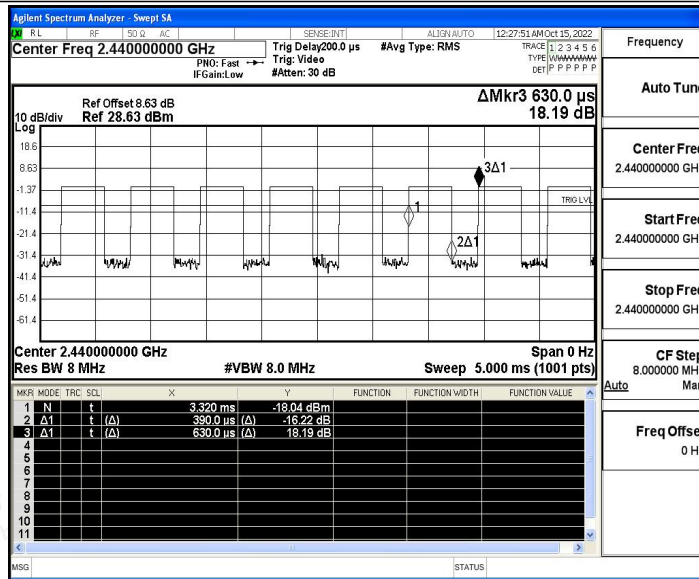 Agilent Spectrum Analyzer - Swept SA
RL RF 50 Ω AC SENSE:INT ALIGN AUTO 12:27:51 AM Oct 15, 2022
Center Freq 2.440000000 GHz Trig Delay200.0 µs #Avg Type: RMS TRACE 1 2 3 4 5 6
PNO: Fast Trig: Video TYPE WWWWWW
IFGain:Low #Atten: 30 dB DET P P P P P P
Frequency
Auto Tune
ΔMkr3 630.0 µs
Ref Offset 8.63 dB
10 dB/div Ref 28.63 dBm 18.19 dB
Log
18.6
8.63
-1.37
-11.4
-21.4
-31.4
-41.4
-51.4
-61.4
3Δ1
TRIG LVL
1
2Δ1
Center 2.440000000 GHz Span 0 Hz
Res BW 8 MHz #VBW 8.0 MHz Sweep 5.000 ms (1001 pts)
MKR MODE TRC SCL X Y FUNCTION FUNCTION WIDTH FUNCTION VALUE
1 N t 3.320 ms -18.04 dBm
2 Δ1 t (Δ) 390.0 µs (Δ) -16.22 dB
3 Δ1 t (Δ) 630.0 µs (Δ) 18.19 dB
4
5
6
7
8
9
10
11
Center Fre
2.440000000 GH
Start Fre
2.440000000 GH
Stop Fre
2.440000000 GH
CF Step
8.000000 MH
Auto Ma
Freq Offse
0 H
MSG STATUS